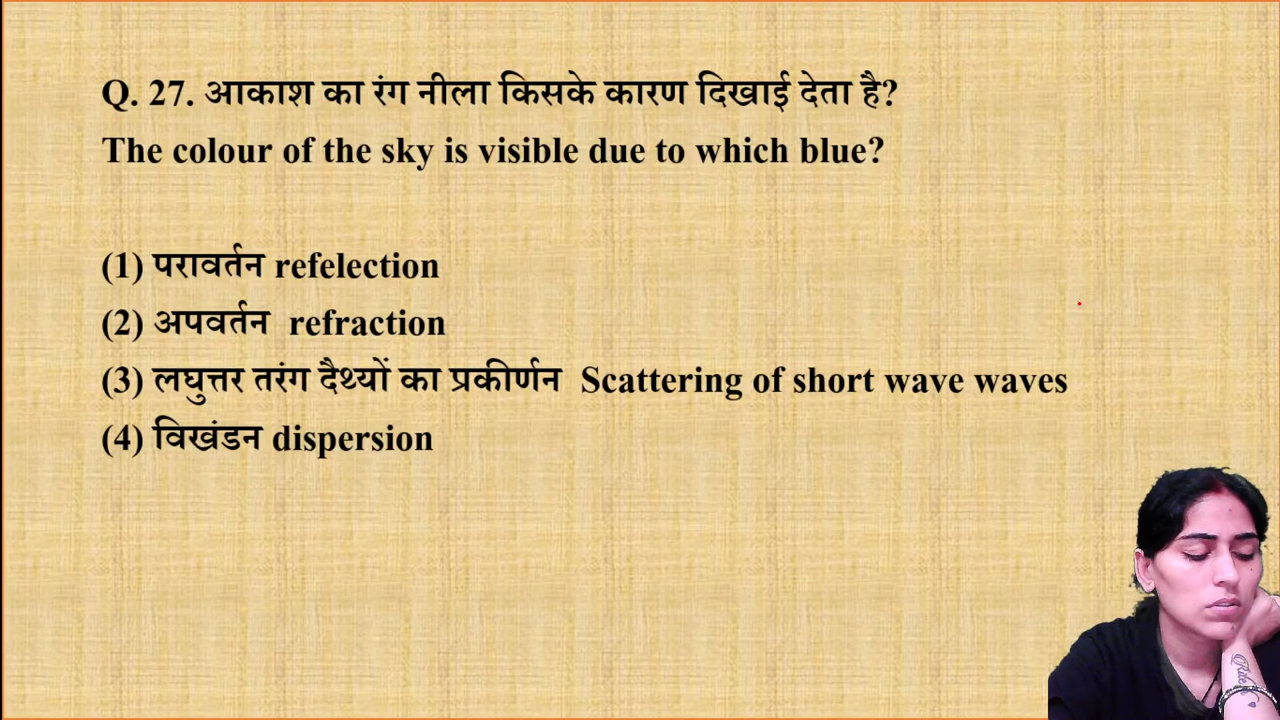 Q. 27. आकाश का रंग नीला किसके कारण दिखाई देता है?
The colour of the sky is visible due to which blue?
(1) परावर्तन refelection
(2) अपवर्तन refraction
(3) लघुत्तर तरंग दैथ्यों का प्रकीर्णन Scattering of short wave waves
(4) विखंडन dispersion